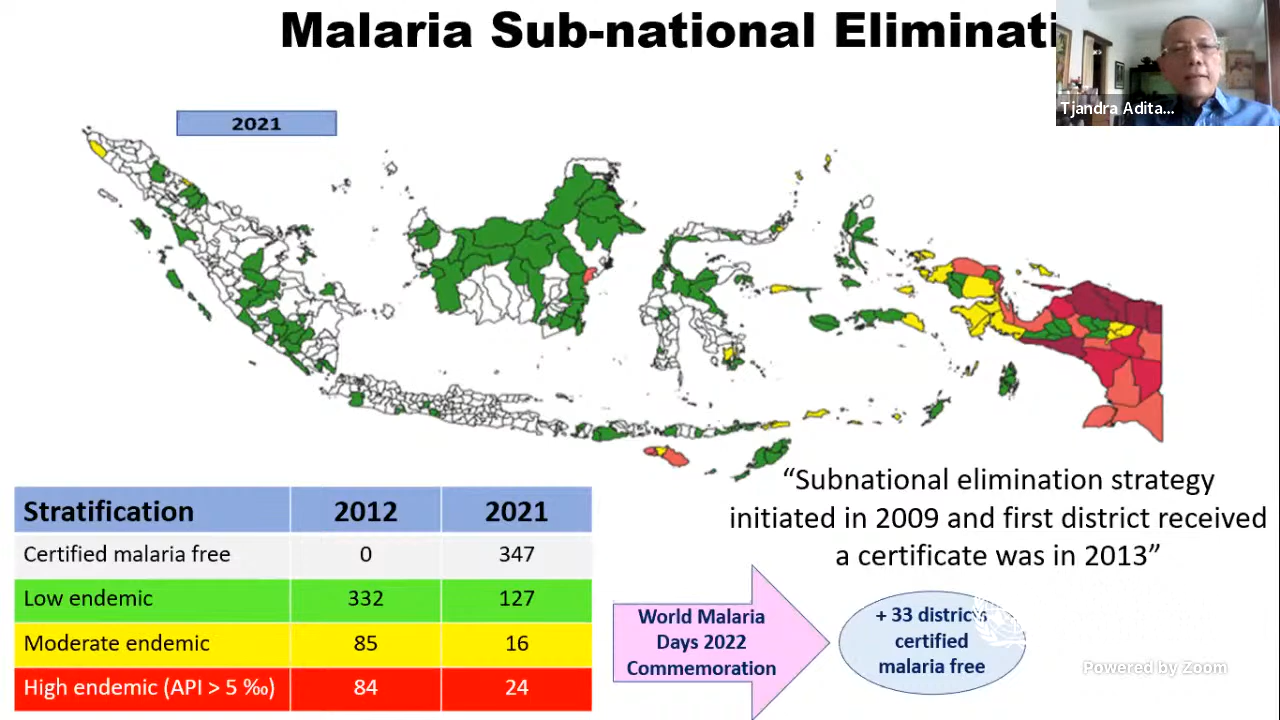 Malaria Sub-national Eliminati
Tjandra Adita...
2021
Stratification 2012 2021
Certified malaria free 0 347
Low endemic 332 127
Moderate endemic 85 16
High endemic (API > 5 ‰) 84 24
“Subnational elimination strategy
initiated in 2009 and first district received
a certificate was in 2013”
World Malaria
Days 2022
Commemoration
+ 33 districts
certified
malaria free
Powered by Zoom